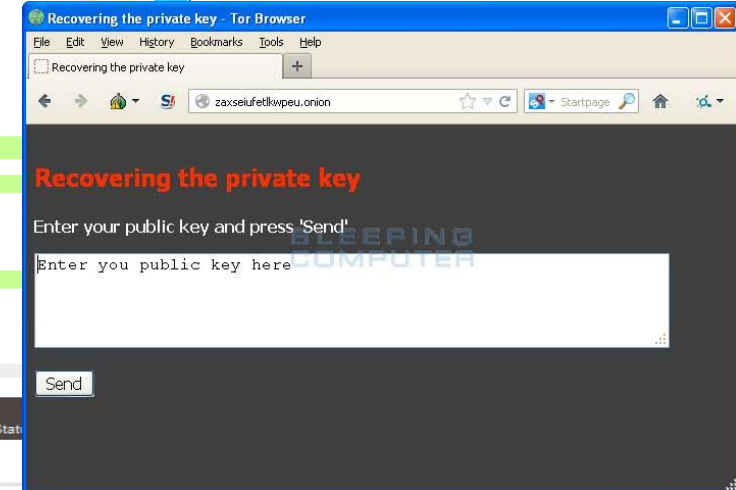 Recovering the private key - Tor Browser
File Edit View History Bookmarks Tools Help
Recovering the private key +
S! zaxseiufetlkwpeu.onion Startpage
Recovering the private key
Enter your public key and press 'Send'
BLEEPING
COMPUTER
Enter you public key here
Send
Stat